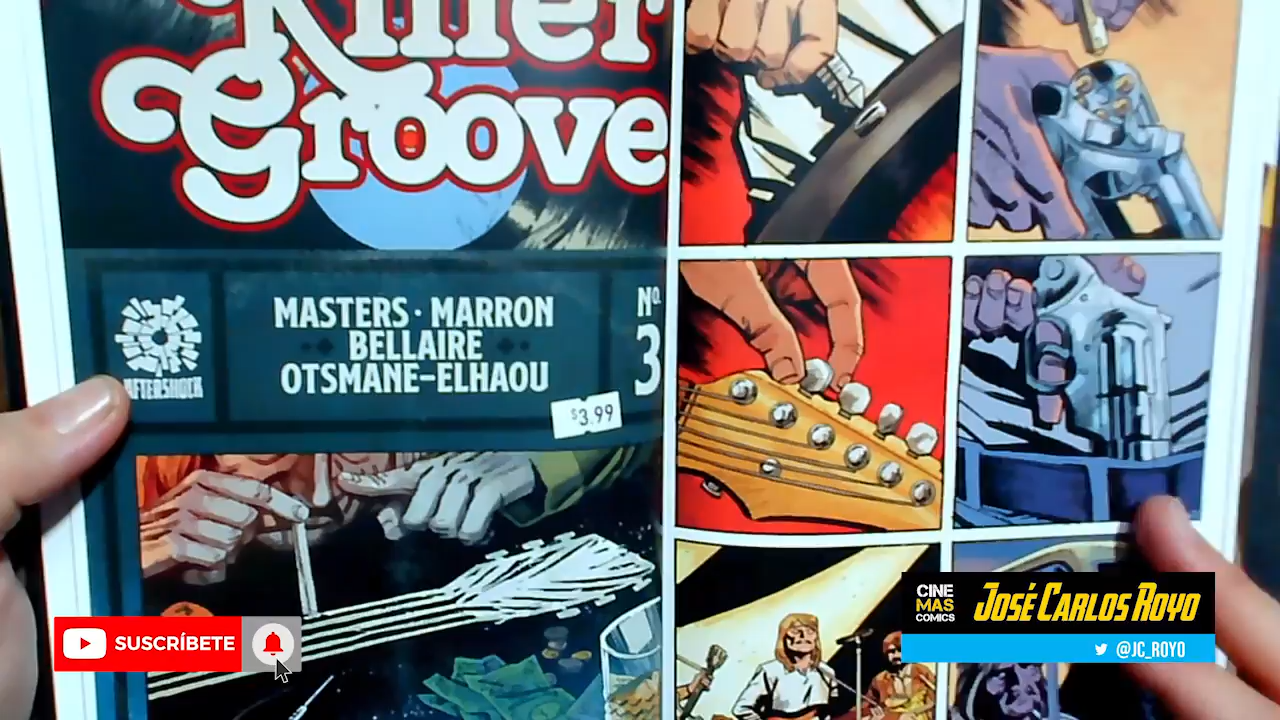 Killer
Groove
MASTERS · MARRON
BELLAIRE
OTSMANE-ELHAOU
Nº.
3
AFTERSHOCK
$3.99
SUSCRÍBETE
CINE
MAS
COMICS
JOSÉ CARLOS ROYO
@JC_ROYO